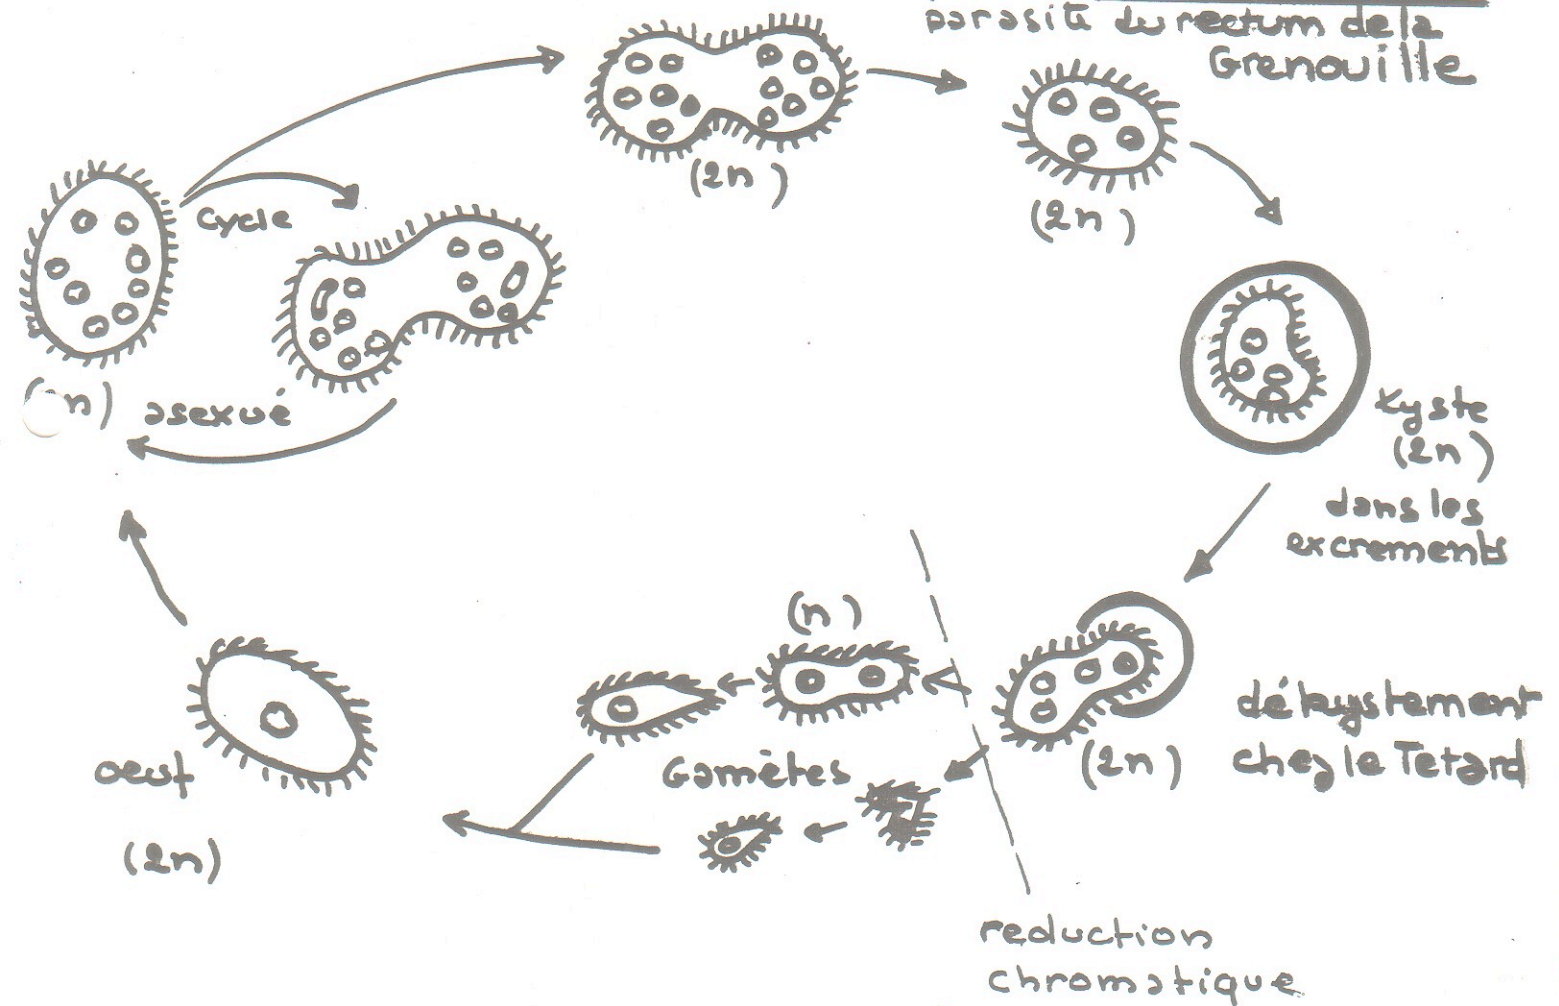 parasite du rectum de la
Grenouille
(2n)
(2n)
cycle
asexué
kyste
(2n)
dans les
excrements
(n)
dékystement
chez le Tetard
(2n)
Gamètes
oeuf
(2n)
reduction
chromatique